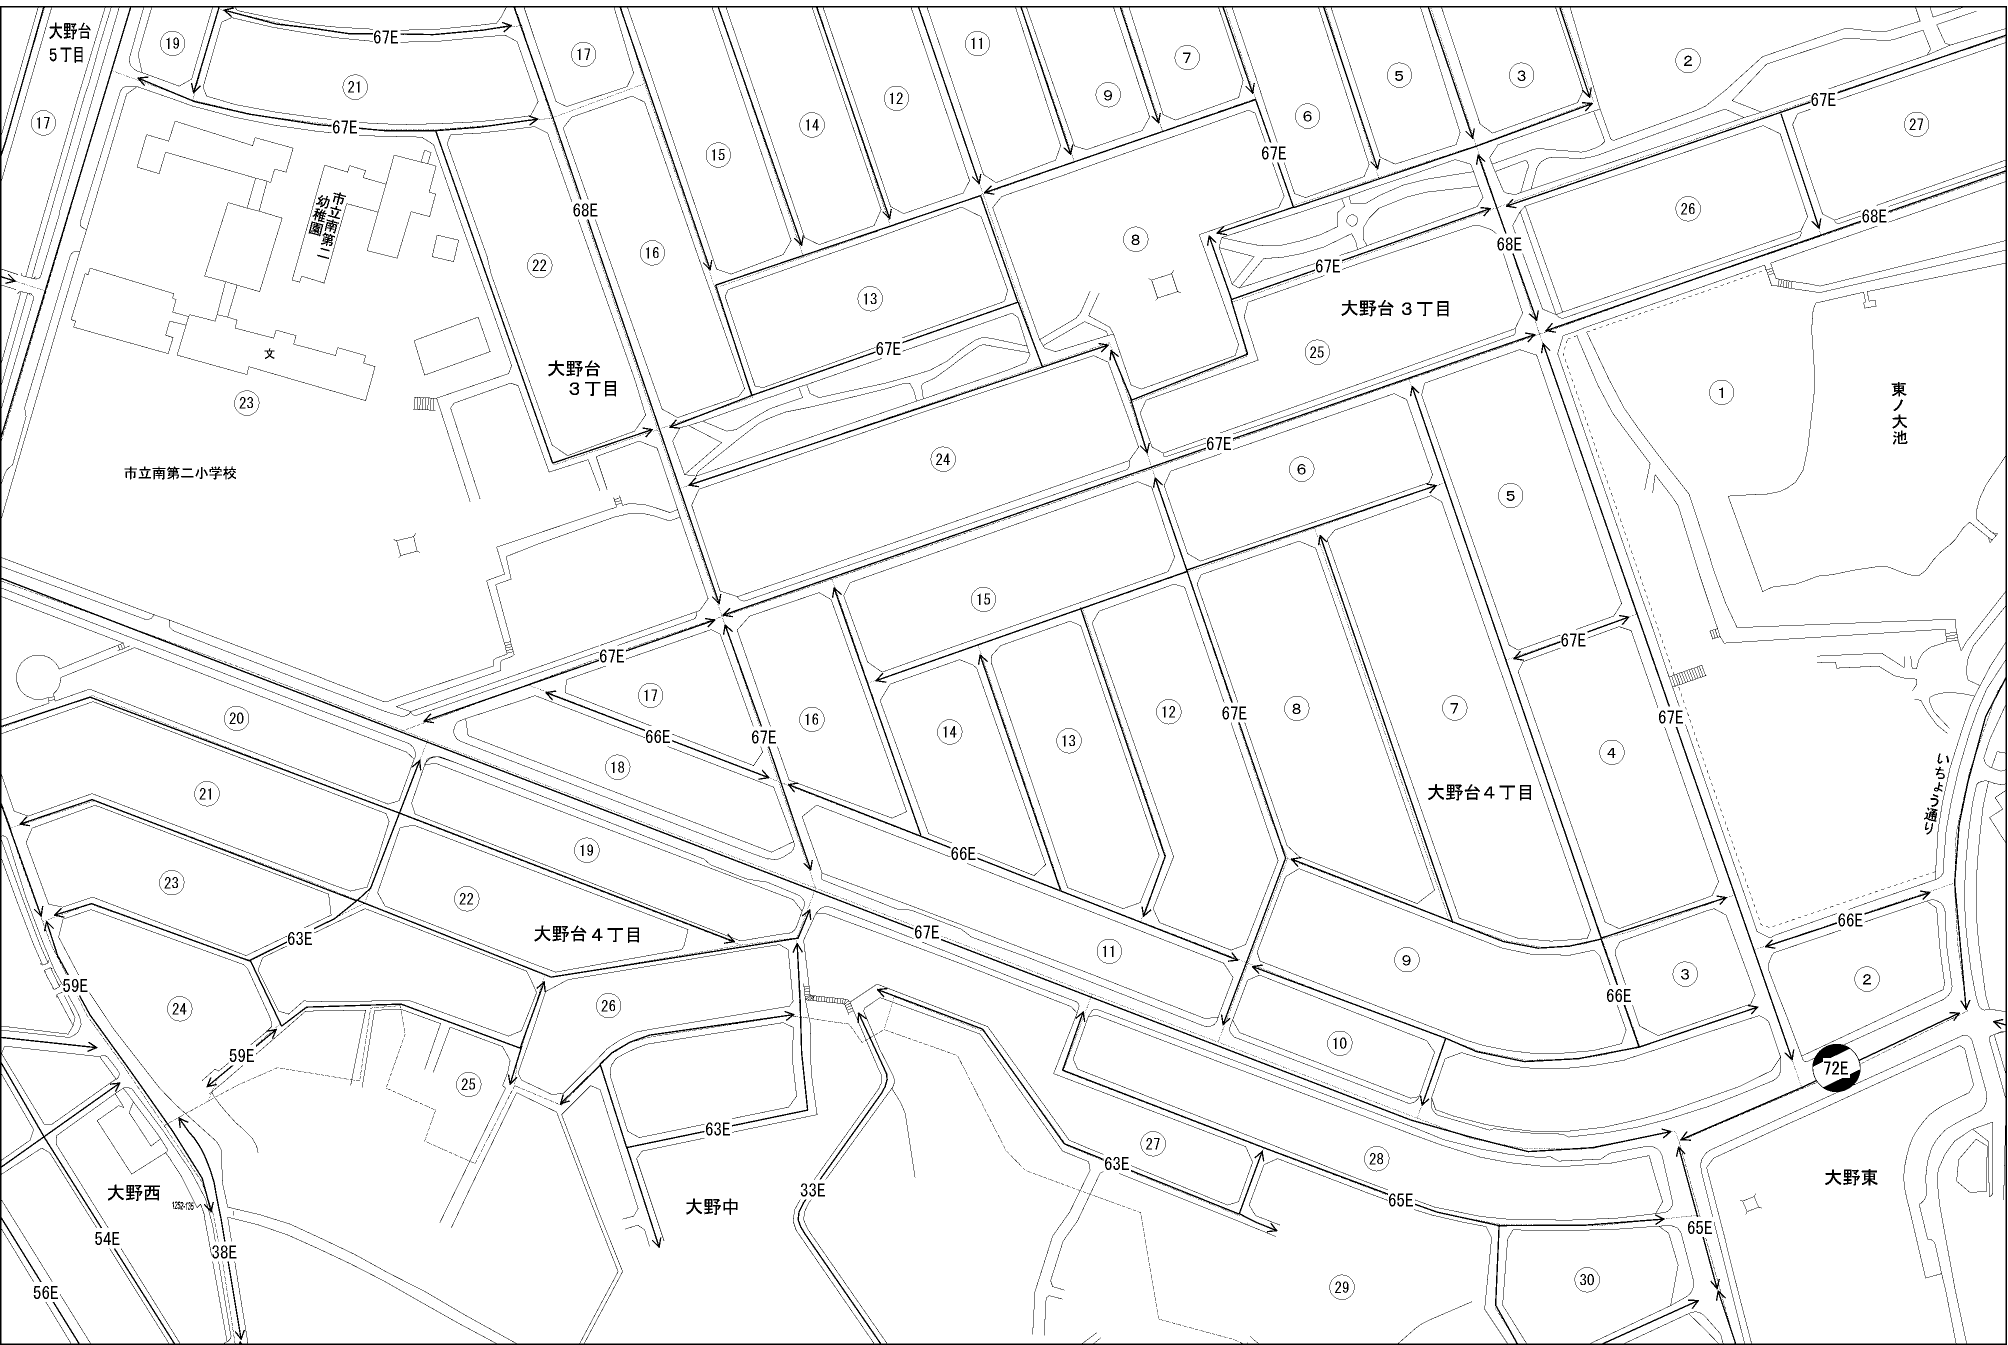 大野台
5丁目
19
67E
17
11
7
2
21
17
5
3
12
9
67E
14
6
27
67E
15
67E
市立南第二
幼稚園
68E
16
8
26
68E
68E
22
13
67E
大野台3丁目
67E
25
文
大野台
3丁目
23
1
東ノ大池
67E
24
6
市立南第二小学校
5
15
67E
67E
17
20
16
12
8
7
67E
67E
14
13
66E
67E
18
4
21
大野台4丁目
いちょう通り
19
66E
23
22
大野台4丁目
67E
66E
63E
11
9
3
2
59E
24
26
66E
10
72E
59E
25
63E
27
28
63E
大野西
大野中
33E
65E
大野東
1252-126
54E
38E
65E
56E
29
30